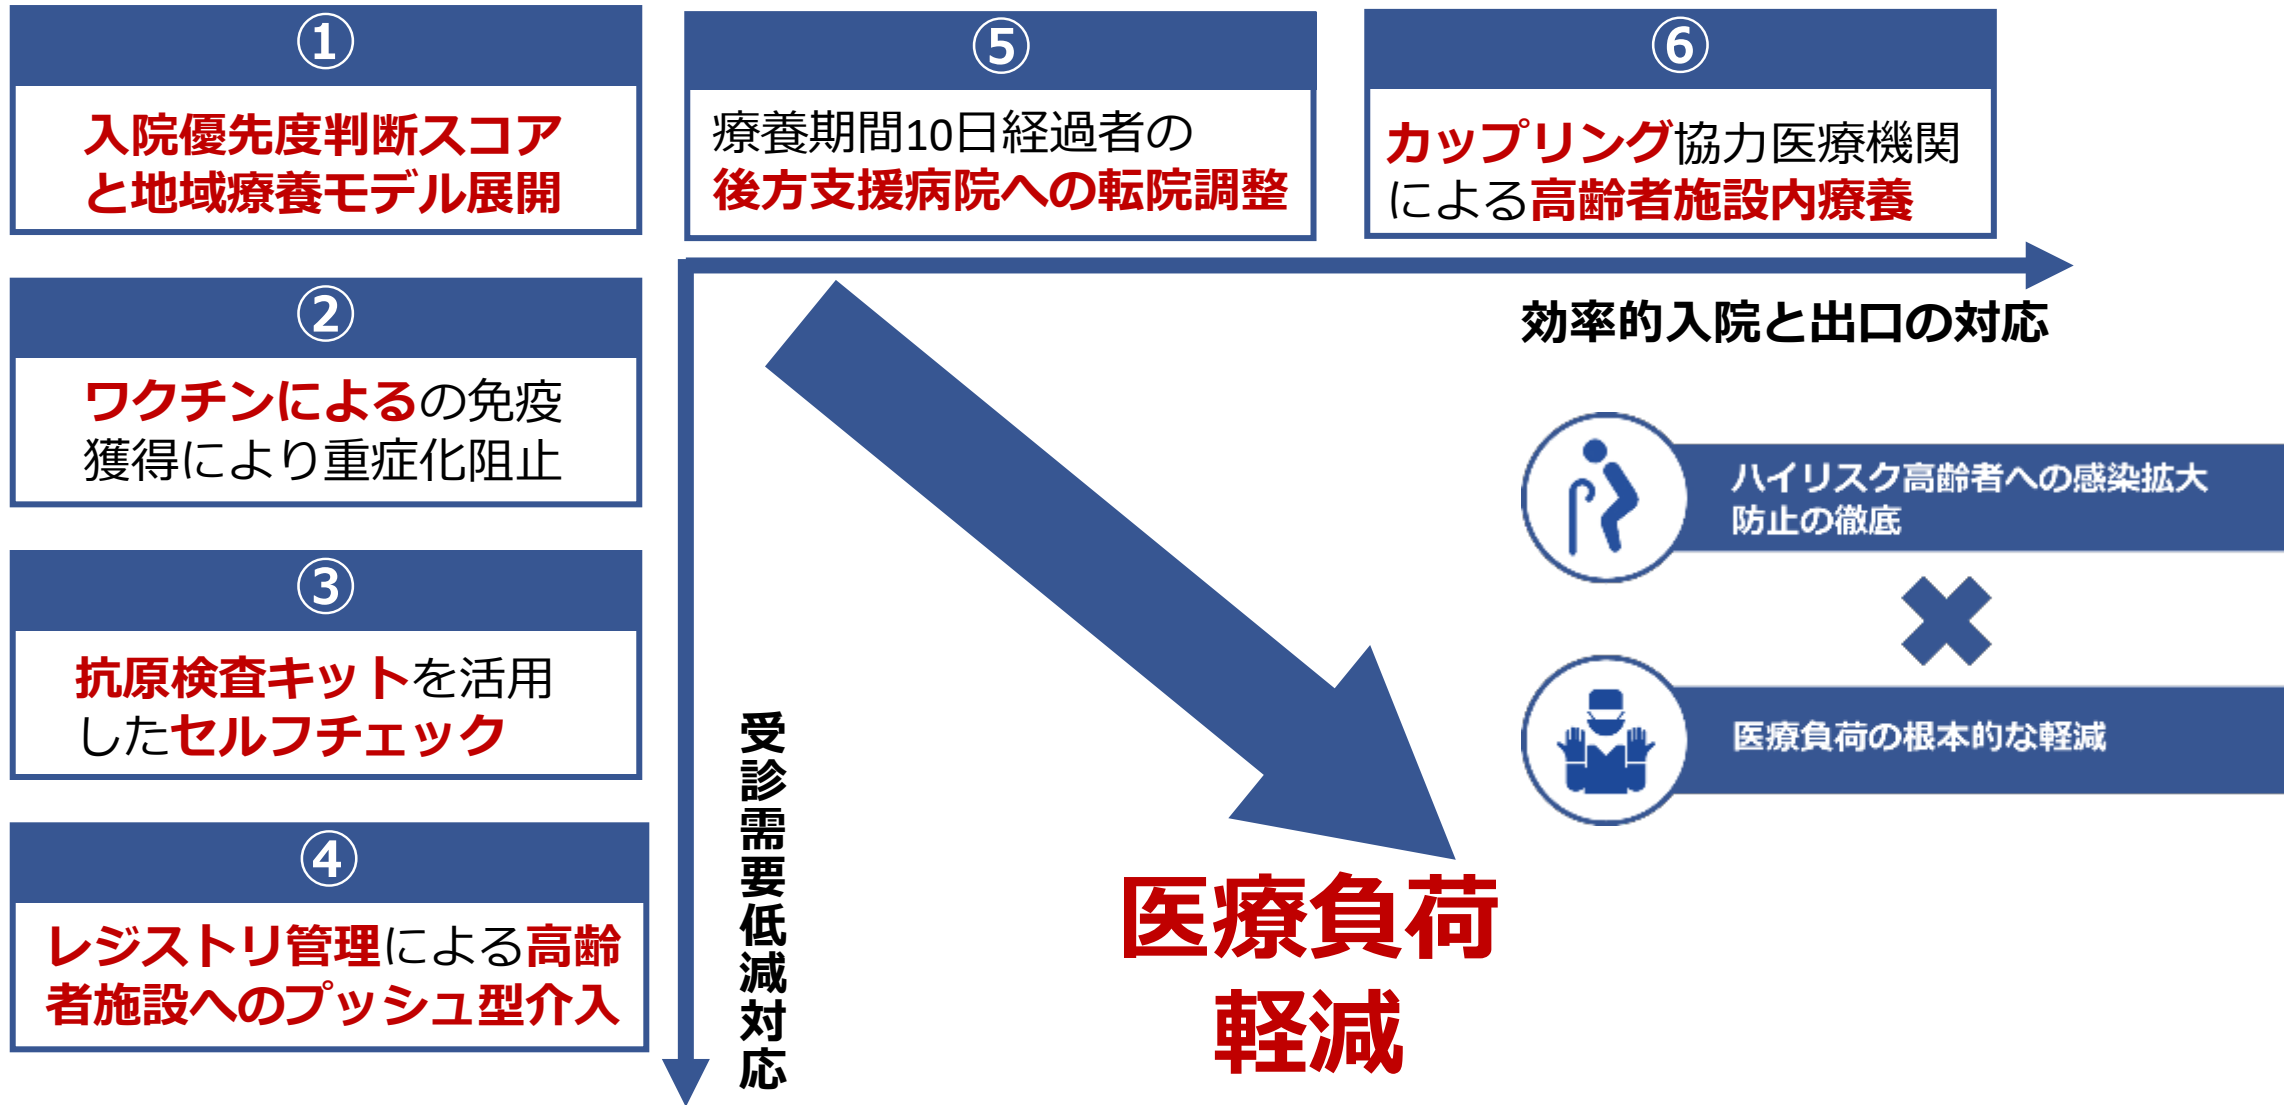 ①
入院優先度判断スコア
と地域療養モデル展開
②
ワクチンによるの免疫
獲得により重症化阻止
③
抗原検査キットを活用
したセルフチェック
④
レジストリ管理による高齢
者施設へのプッシュ型介入
⑤
療養期間10日経過者の
後方支援病院への転院調整
⑥
カップリング協力医療機関
による高齢者施設内療養
効率的入院と出口の対応
受診需要低減対応
ハイリスク高齢者への感染拡大
防止の徹底
医療負荷の根本的な軽減
医療負荷
軽減